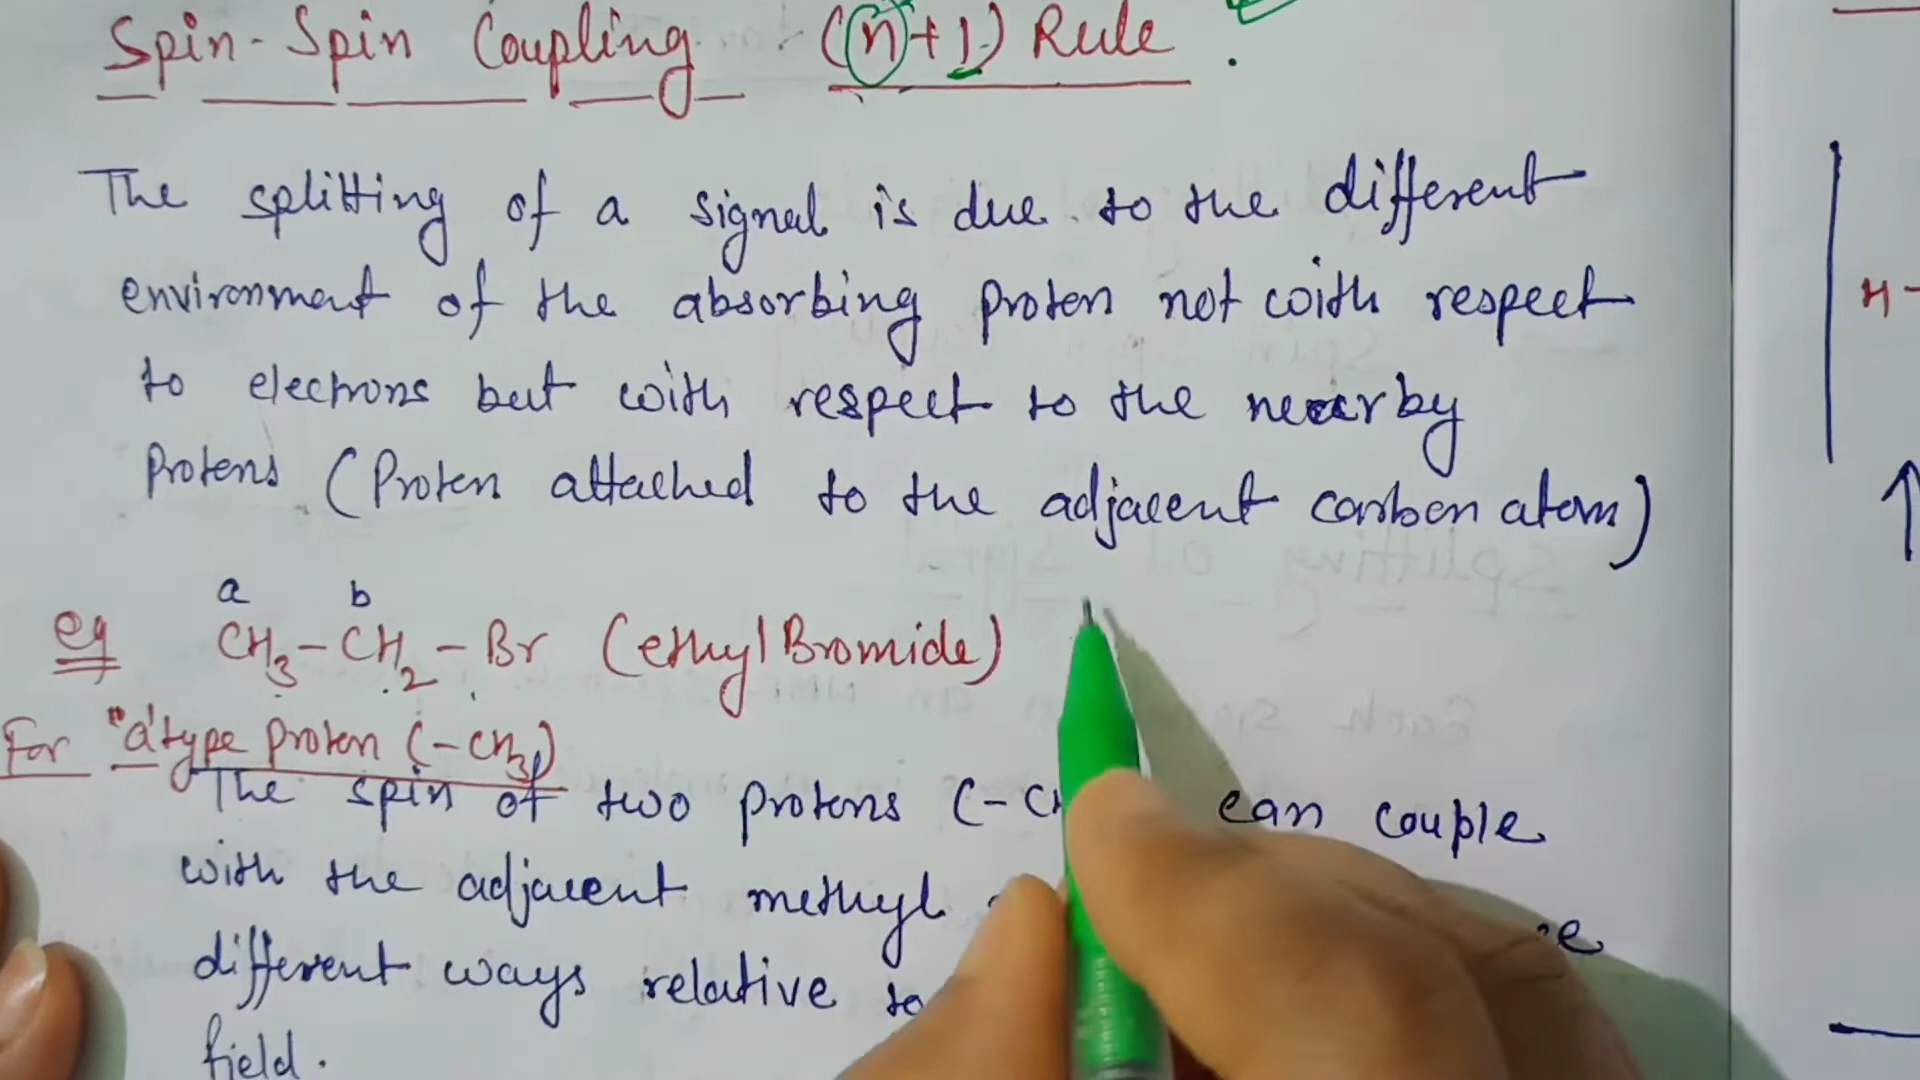 Spin-Spin Coupling (n+1) Rule.
The splitting of a signal is due to the different
environment of the absorbing proton not with respect
to electrons but with respect to the nearby
Protons (Proton attached to the adjacent carbon atom)
a b
eg CH3-CH2-Br (ethyl Bromide)
For "a" type proton (-CH3)
The spin of two protons (-CH can couple
with the adjacent methyl
different ways relative to
field.
H-